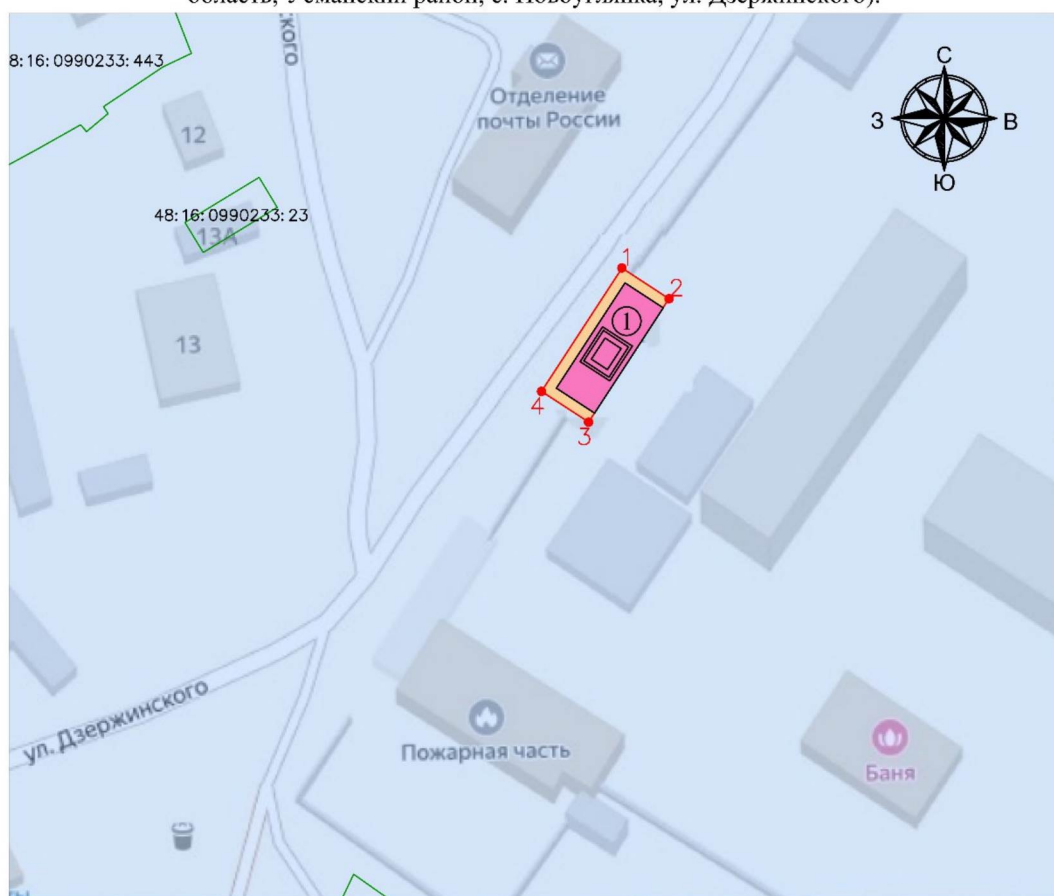 область, Усманский район, с. Новоуглянка, ул. Дзержинского).
ского
8:16:0990233:443
12
48:16:0990233:23
13А
13
Отделение
почты России
С
З
В
Ю
1
2
1
4
3
ул. Дзержинского
Пожарная часть
Баня